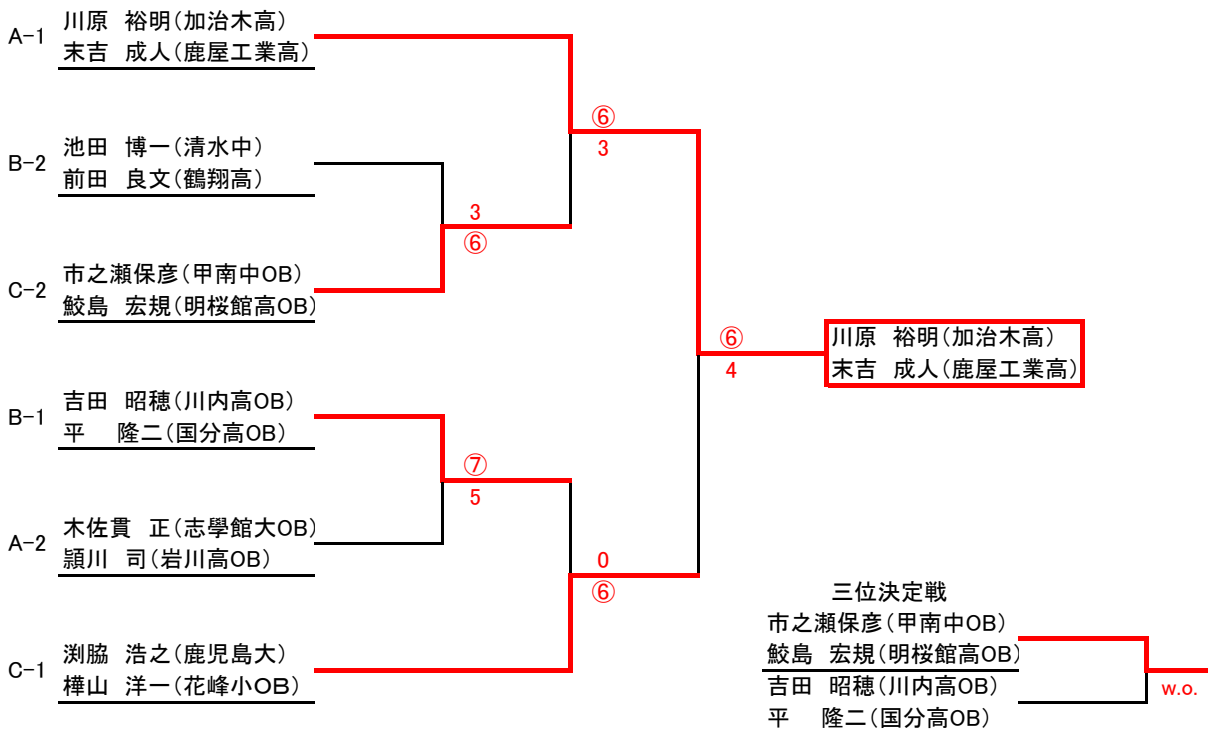 A-1
川原 裕明(加治木高)
末吉 成人(鹿屋工業高)
⑥
3
B-2
池田 博一(清水中)
前田 良文(鶴翔高)
3
⑥
C-2
市之瀬保彦(甲南中OB)
鮫島 宏規(明桜館高OB)
⑥
4
川原 裕明(加治木高)
末吉 成人(鹿屋工業高)
B-1
吉田 昭穂(川内高OB)
平 隆二(国分高OB)
⑦
5
A-2
木佐貫 正(志學館大OB)
頴川 司(岩川高OB)
0
⑥
C-1
渕脇 浩之(鹿児島大)
樺山 洋一(花峰小OB)
三位決定戦
市之瀬保彦(甲南中OB)
鮫島 宏規(明桜館高OB)
吉田 昭穂(川内高OB)
平 隆二(国分高OB)
w.o.